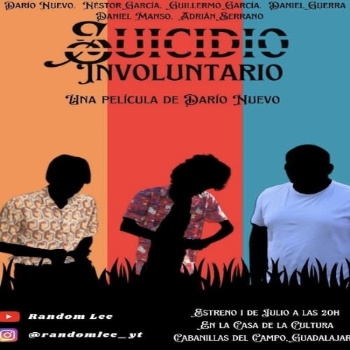 Darío Nuevo. Néstor García. Guillermo García. Daniel Guerra
Daniel Manso. Adrián Serrano
Suicidio
Involuntario
Una película de Darío Nuevo
Random Lee
@randomlee_yt
Estreno 1 de Julio a las 20h
En la Casa de la Cultura
Cabanillas del Campo. Guadalajar